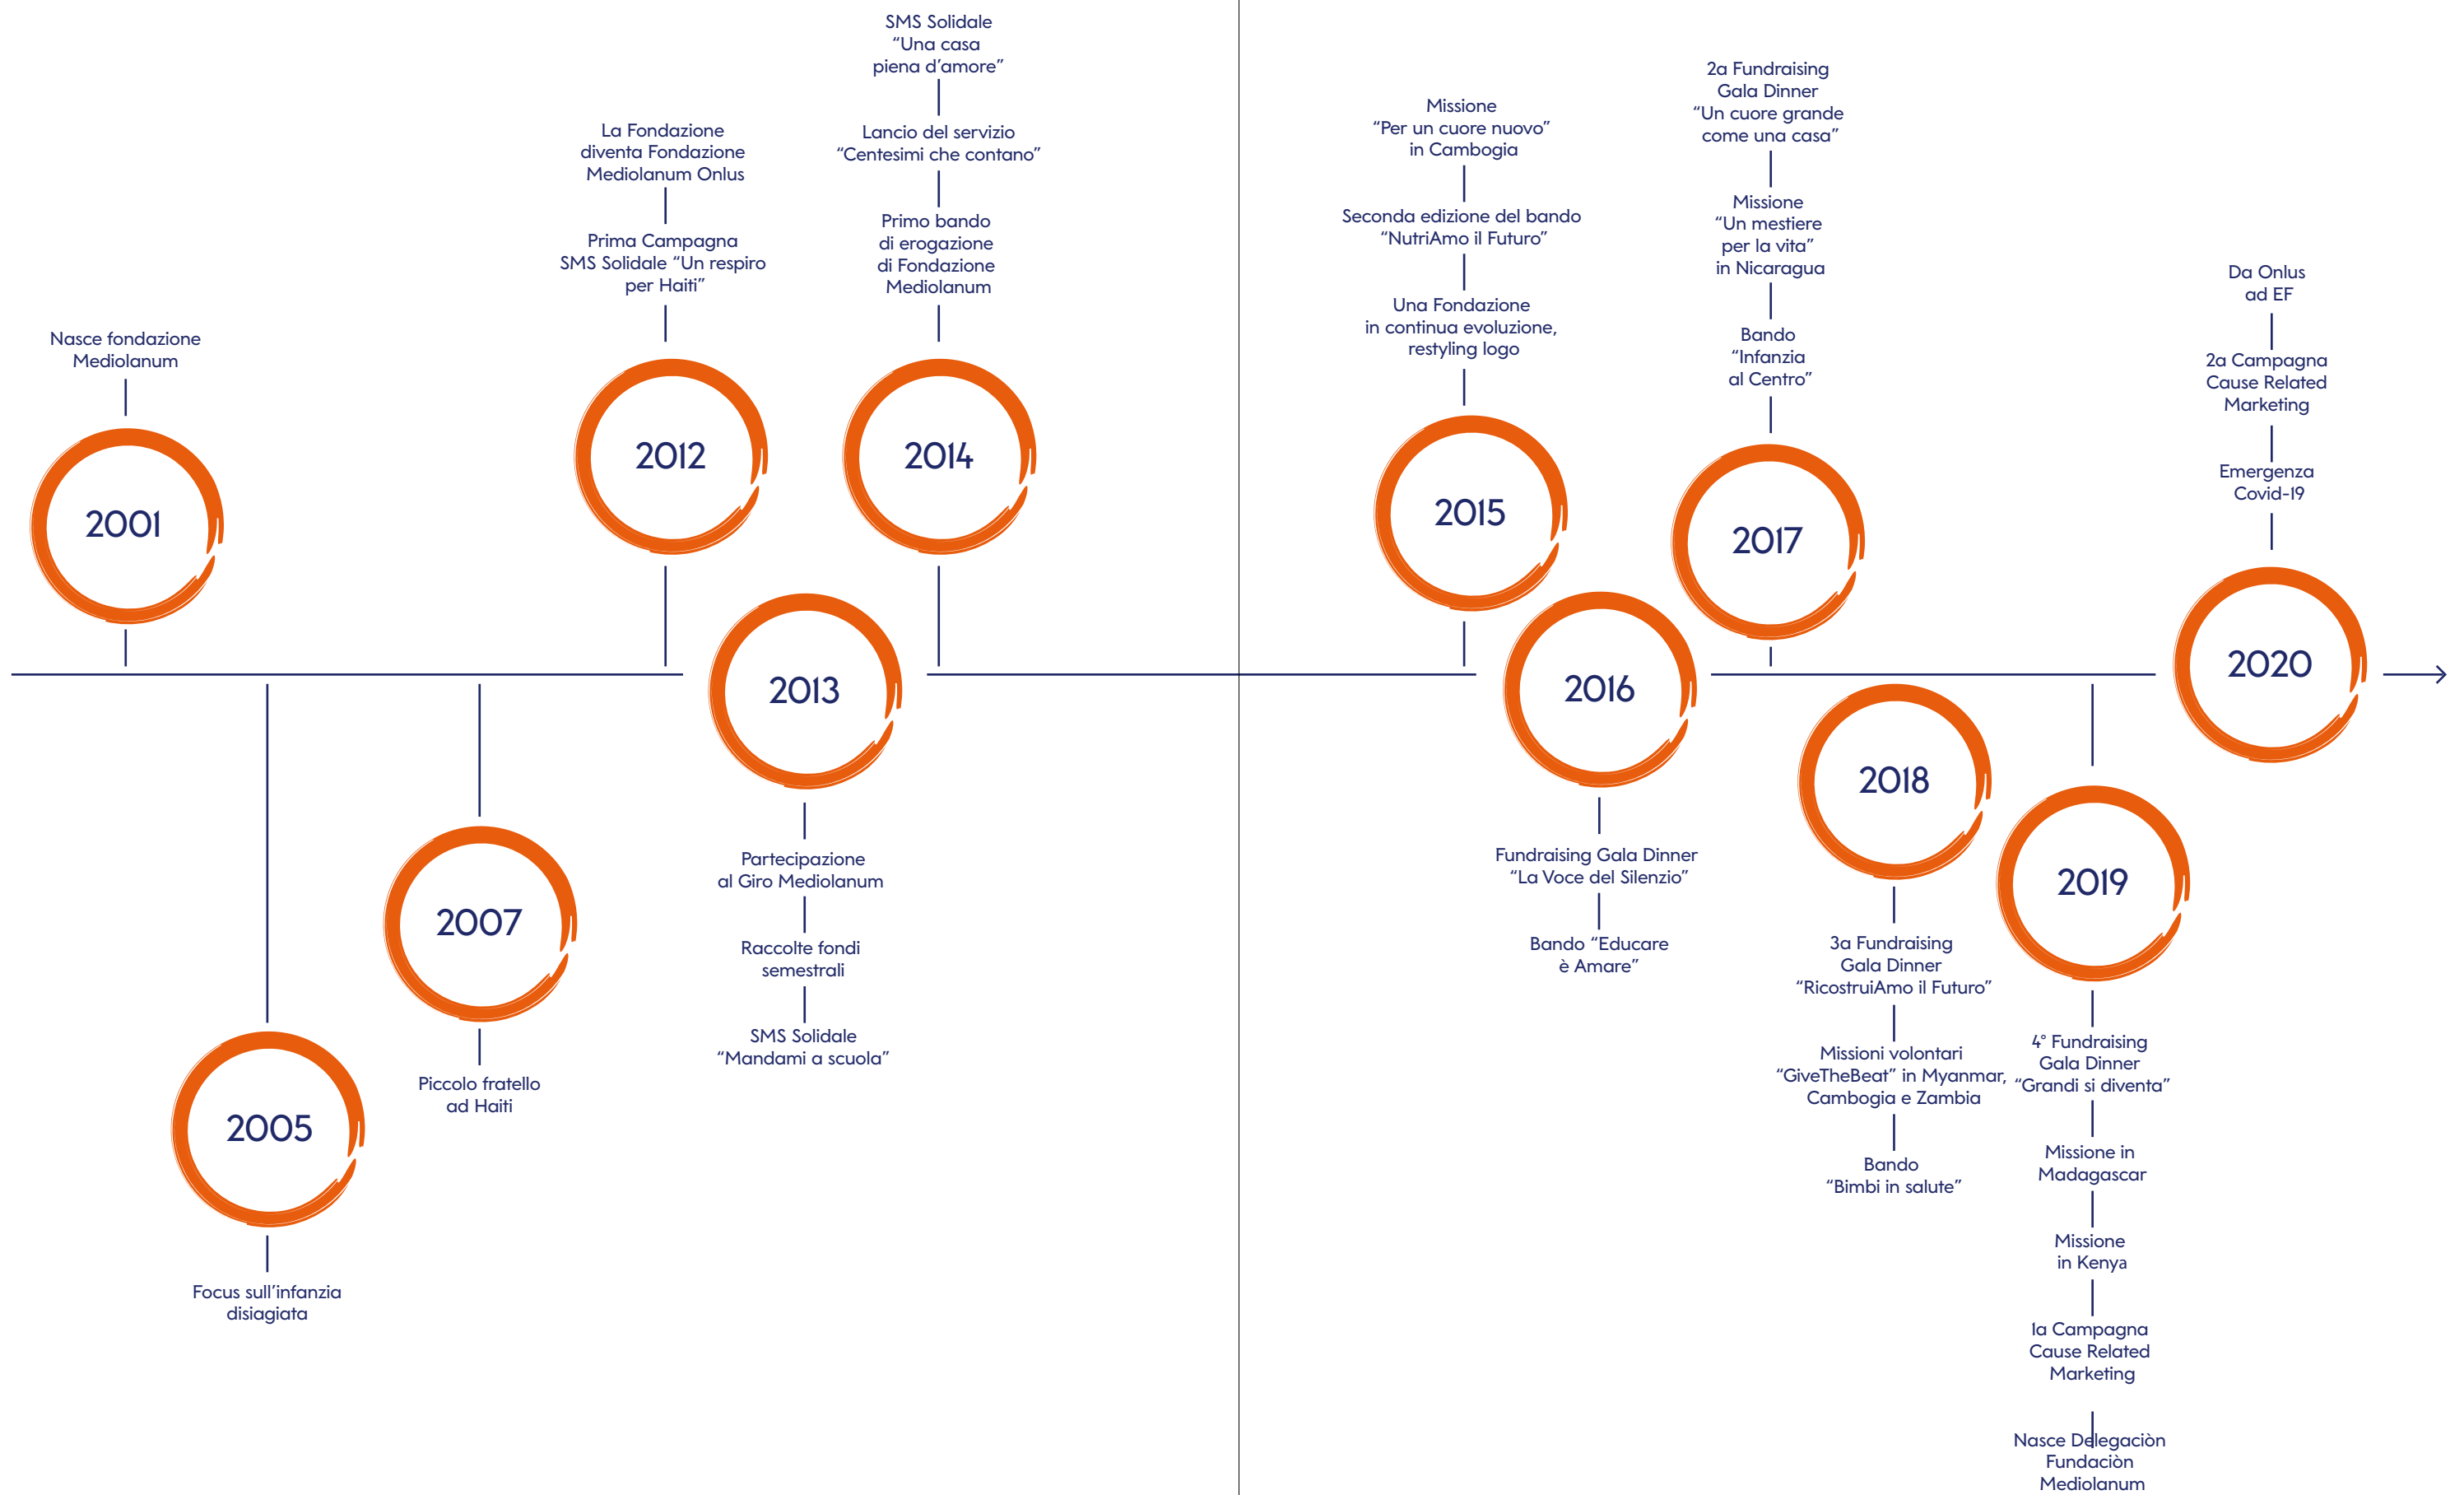 Nasce fondazione
Mediolanum
2001
2005
Focus sull’infanzia
disiagiata
2007
Piccolo fratello
ad Haiti
La Fondazione
diventa Fondazione
Mediolanum Onlus
Prima Campagna
SMS Solidale “Un respiro
per Haiti”
2012
2013
Partecipazione
al Giro Mediolanum
Raccolte fondi
semestrali
SMS Solidale
“Mandami a scuola”
SMS Solidale
“Una casa
piena d’amore”
Lancio del servizio
“Centesimi che contano”
Primo bando
di erogazione
di Fondazione
Mediolanum
2014
Missione
“Per un cuore nuovo”
in Cambogia
Seconda edizione del bando
“NutriAmo il Futuro”
Una Fondazione
in continua evoluzione,
restyling logo
2015
2016
Fundraising Gala Dinner
“La Voce del Silenzio”
Bando “Educare
è Amare”
2a Fundraising
Gala Dinner
“Un cuore grande
come una casa”
Missione
“Un mestiere
per la vita”
in Nicaragua
Bando
“Infanzia
al Centro”
2017
2018
3a Fundraising
Gala Dinner
“RicostruiAmo il Futuro”
Missioni volontari
“GiveTheBeat” in Myanmar,
Cambogia e Zambia
Bando
“Bimbi in salute”
2019
4° Fundraising
Gala Dinner
“Grandi si diventa”
Missione in
Madagascar
Missione
in Kenya
1a Campagna
Cause Related
Marketing
Nasce Delegaciòn
Fundaciòn
Mediolanum
Da Onlus
ad EF
2a Campagna
Cause Related
Marketing
Emergenza
Covid-19
2020